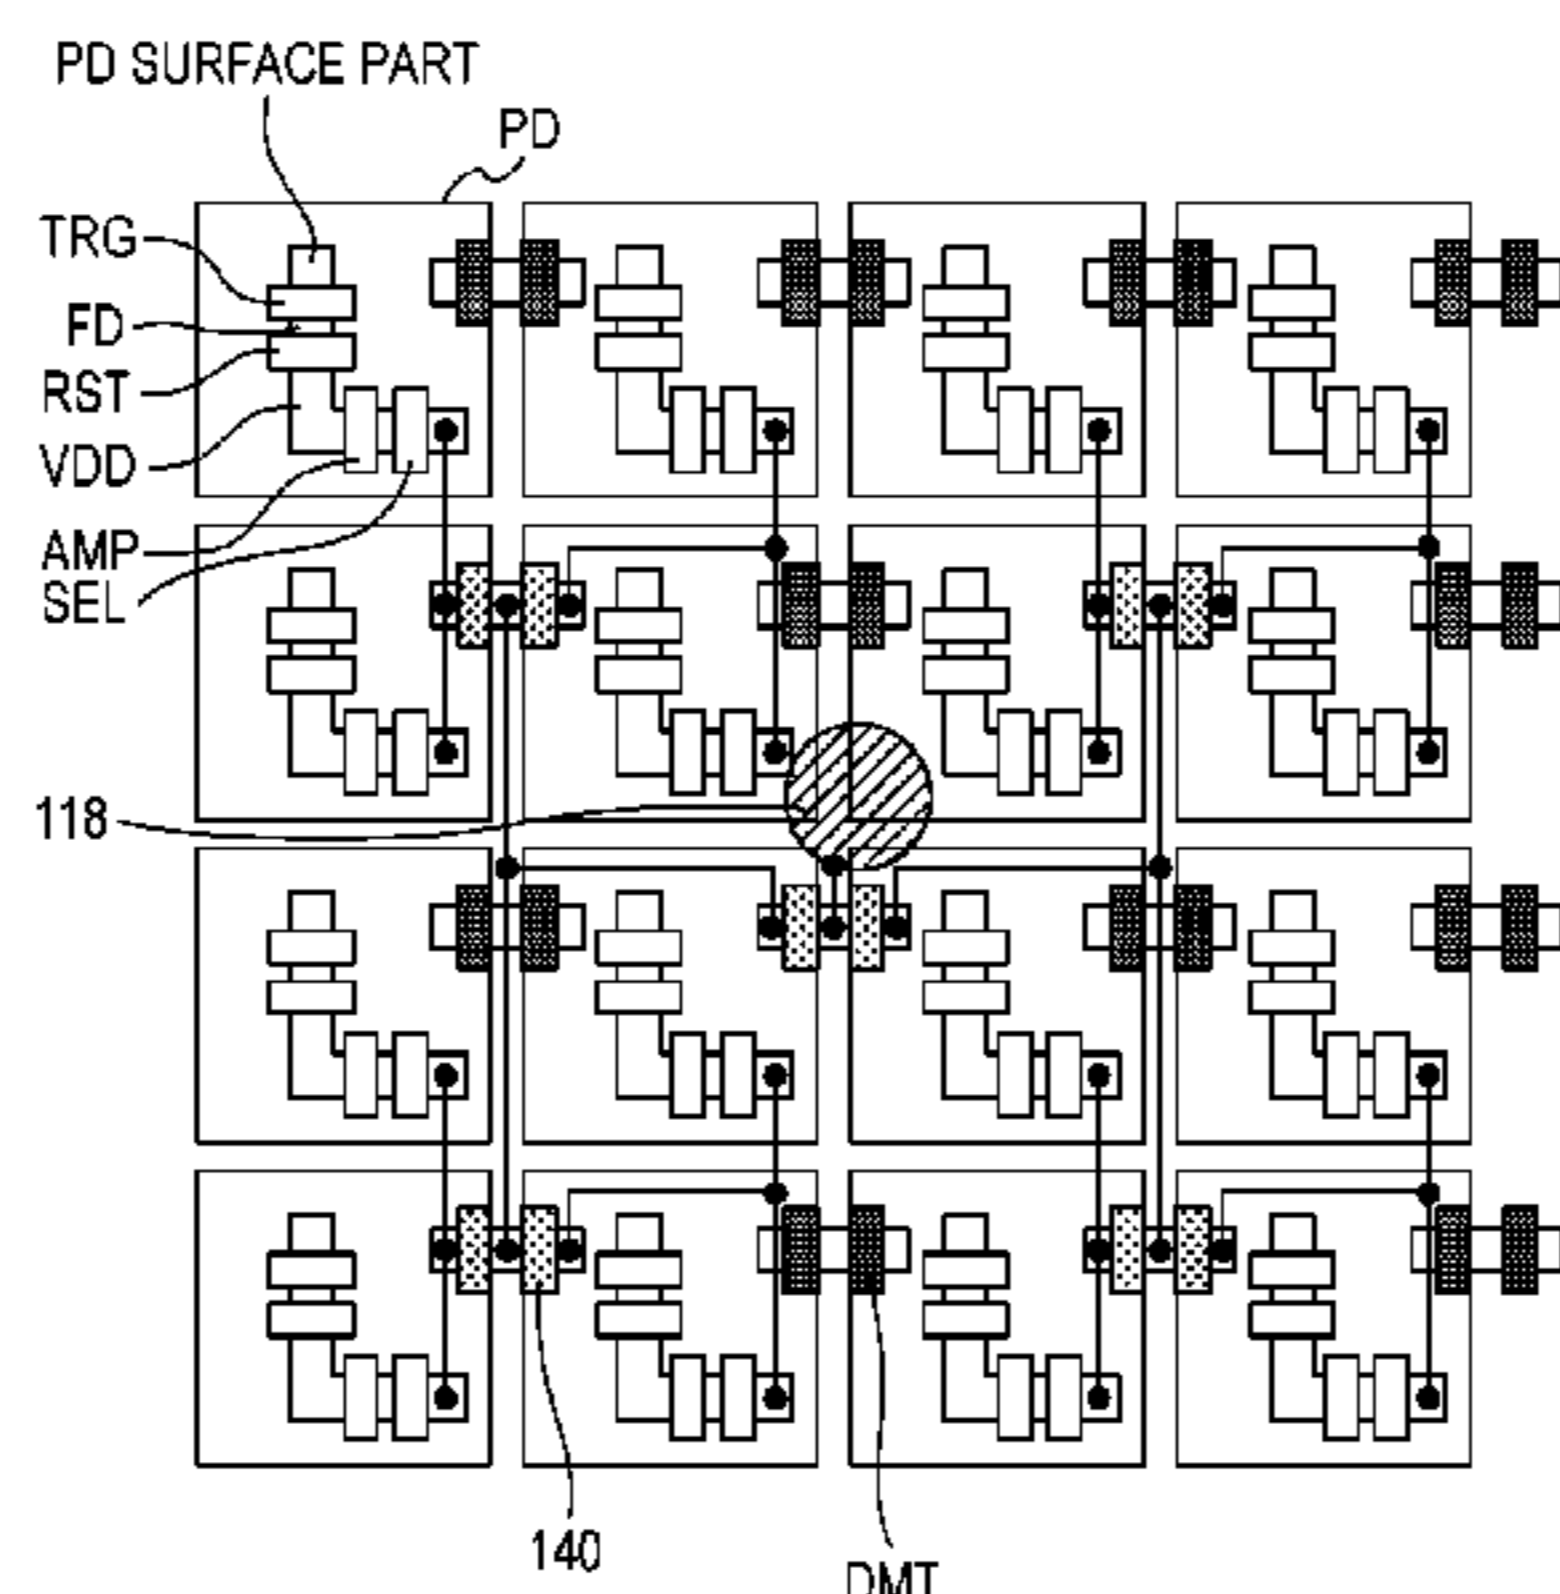 PD SURFACE PART
PD
TRG
FD
RST
VDD
AMP
SEL
118
140
DMT